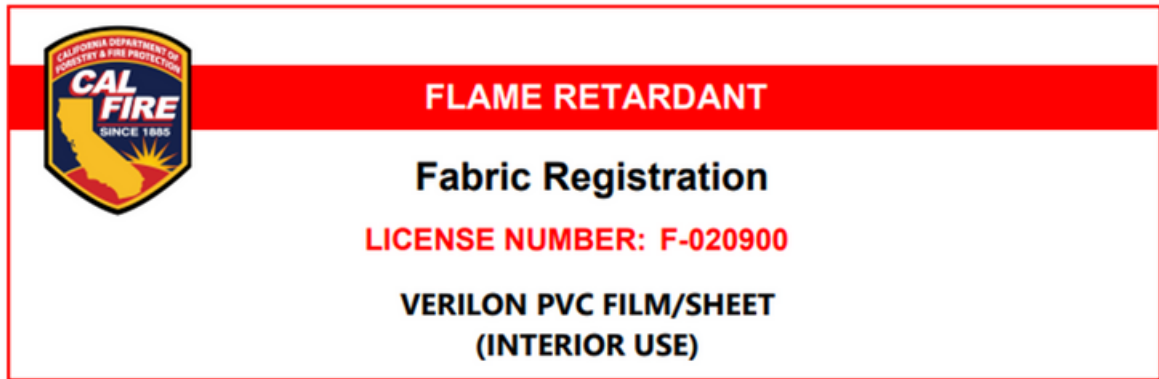 CALIFORNIA DEPARTMENT OF
FORESTRY & FIRE PROTECTION
CAL
FIRE
SINCE 1885
FLAME RETARDANT
Fabric Registration
LICENSE NUMBER: F-020900
VERILON PVC FILM/SHEET
(INTERIOR USE)